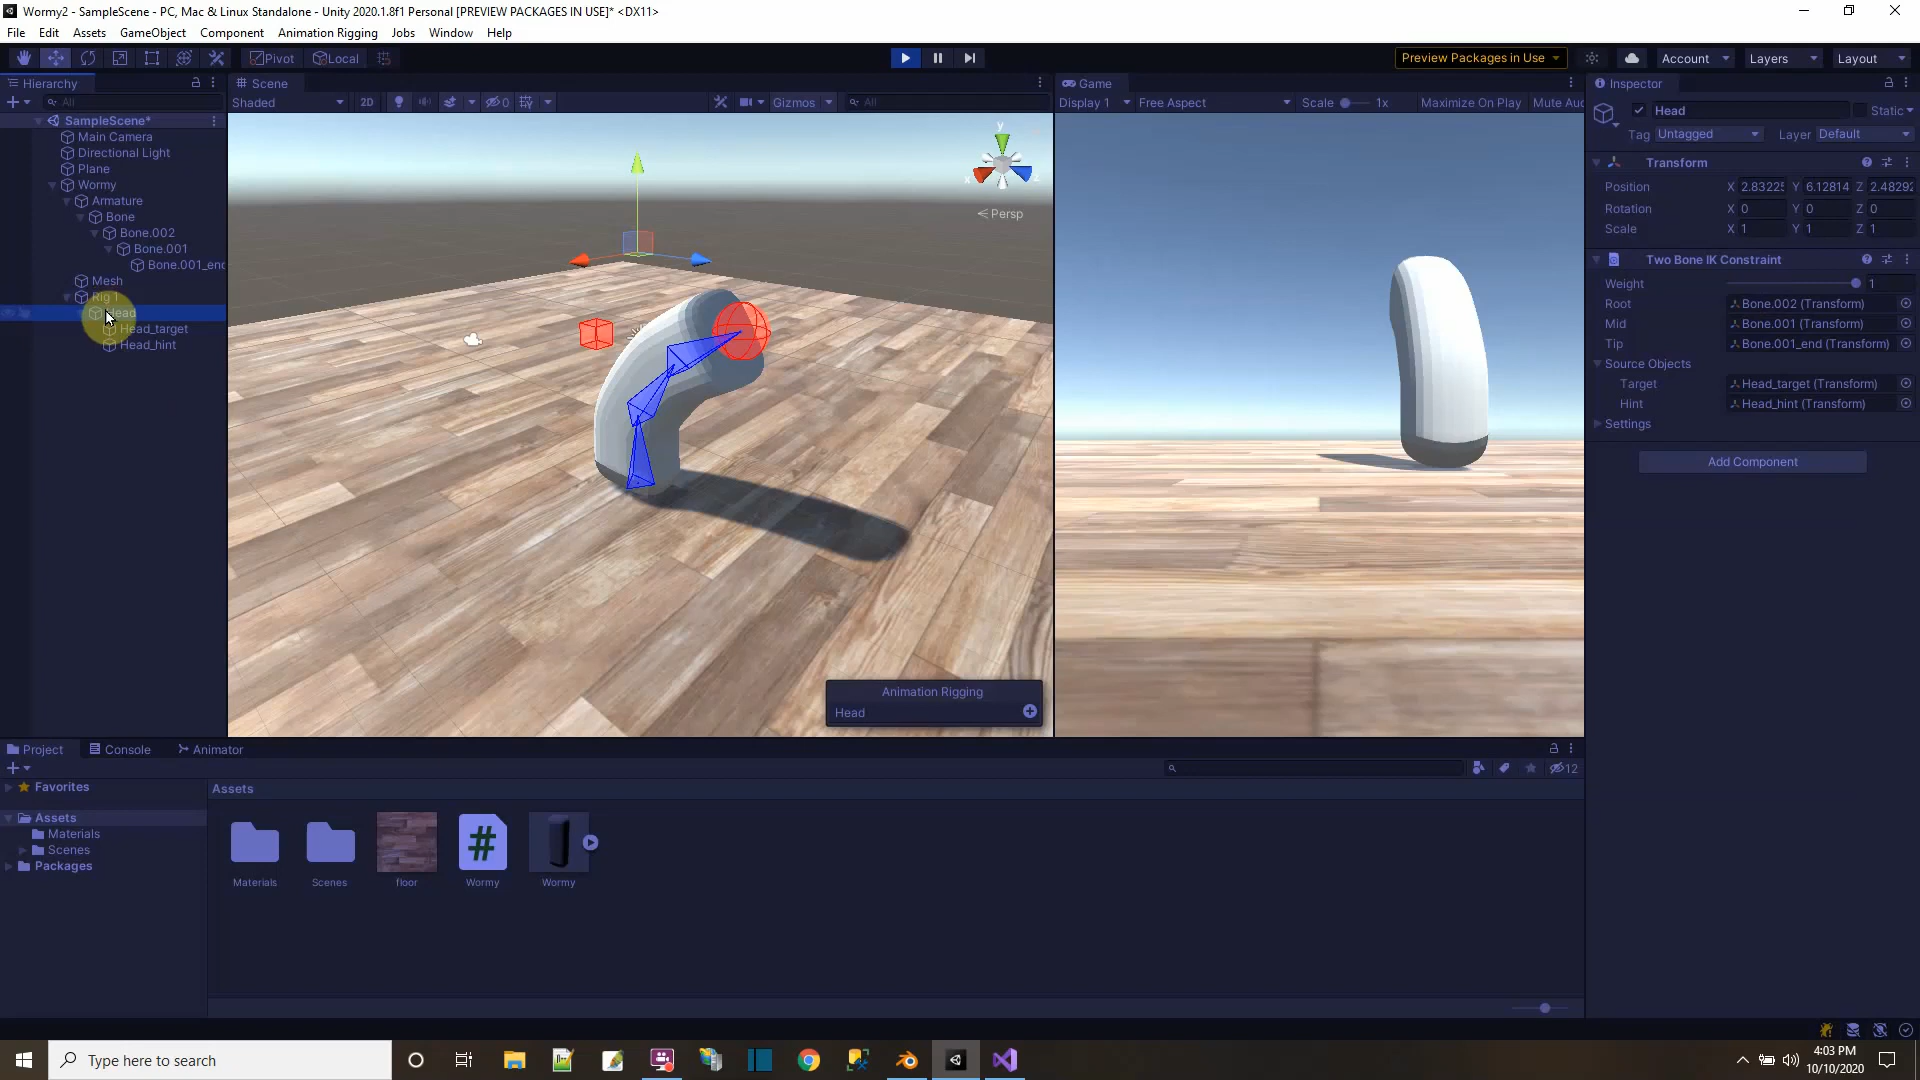 Wormy2 - SampleScene - PC, Mac & Linux Standalone - Unity 2020.1.8f1 Personal [PREVIEW PACKAGES IN USE]* <DX11>
File Edit Assets GameObject Component Animation Rigging Jobs Window Help
Pivot Local Preview Packages in Use Account Layers Layout
Hierarchy
All
SampleScene*
Main Camera
Directional Light
Plane
Wormy
Armature
Bone
Bone.002
Bone.001
Bone.001_end
Mesh
Rig 1
Head
Head_target
Head_hint
Scene
Shaded 2D 0 Gizmos All
y
x z
Persp
Animation Rigging
Head
Game
Display 1 Free Aspect Scale 1x Maximize On Play Mute Aud
Inspector
Head Static
Tag Untagged Layer Default
Transform
Position X 2.83225 Y 6.12814 Z 2.48292
Rotation X 0 Y 0 Z 0
Scale X 1 Y 1 Z 1
Two Bone IK Constraint
Weight 1
Root Bone.002 (Transform)
Mid Bone.001 (Transform)
Tip Bone.001_end (Transform)
Source Objects
Target Head_target (Transform)
Hint Head_hint (Transform)
Settings
Add Component
Project Console Animator
12
Favorites
Assets
Materials
Scenes
Packages
Assets
#
Materials Scenes floor Wormy Wormy
Type here to search
4:03 PM
10/10/2020